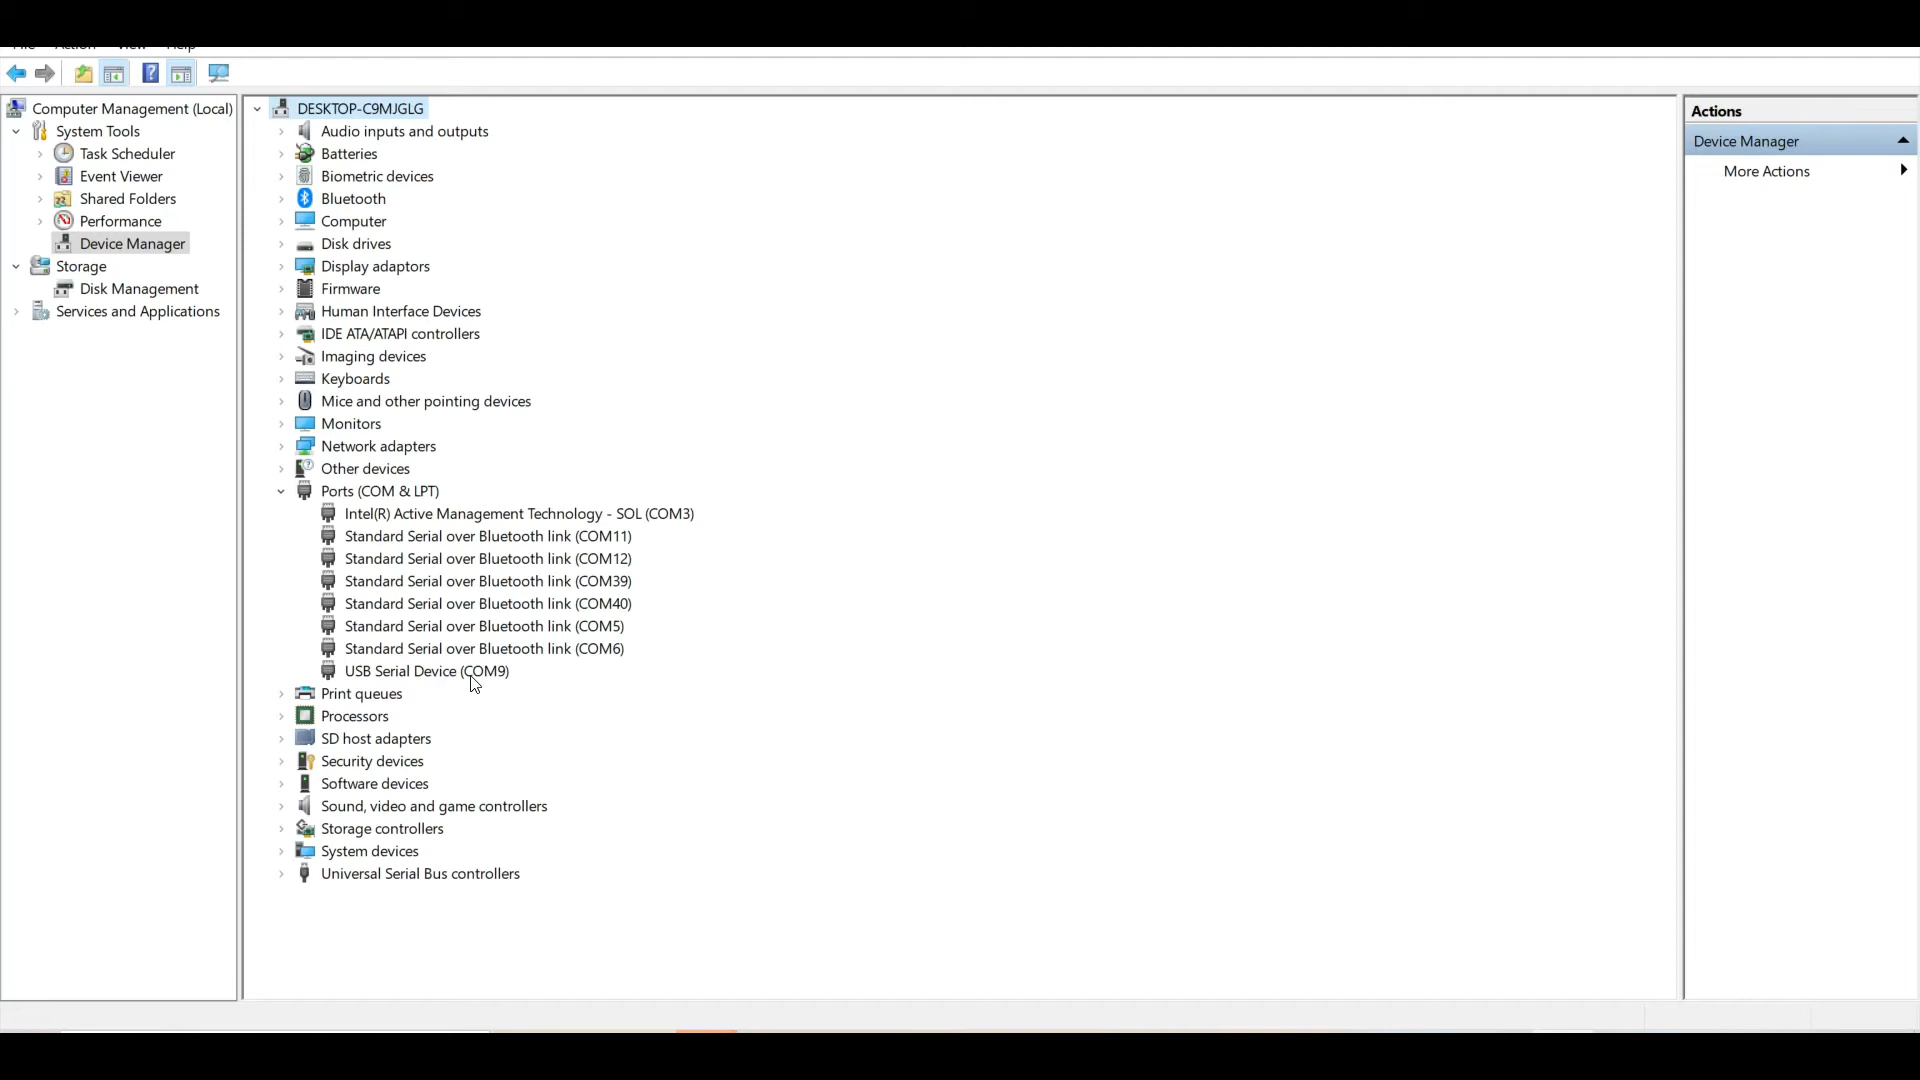 File Action View Help
Computer Management (Local)
System Tools
Task Scheduler
Event Viewer
Shared Folders
Performance
Device Manager
Storage
Disk Management
Services and Applications
DESKTOP-C9MJGLG
Audio inputs and outputs
Batteries
Biometric devices
Bluetooth
Computer
Disk drives
Display adaptors
Firmware
Human Interface Devices
IDE ATA/ATAPI controllers
Imaging devices
Keyboards
Mice and other pointing devices
Monitors
Network adapters
Other devices
Ports (COM & LPT)
Intel(R) Active Management Technology - SOL (COM3)
Standard Serial over Bluetooth link (COM11)
Standard Serial over Bluetooth link (COM12)
Standard Serial over Bluetooth link (COM39)
Standard Serial over Bluetooth link (COM40)
Standard Serial over Bluetooth link (COM5)
Standard Serial over Bluetooth link (COM6)
USB Serial Device (COM9)
Print queues
Processors
SD host adapters
Security devices
Software devices
Sound, video and game controllers
Storage controllers
System devices
Universal Serial Bus controllers
Actions
Device Manager
More Actions